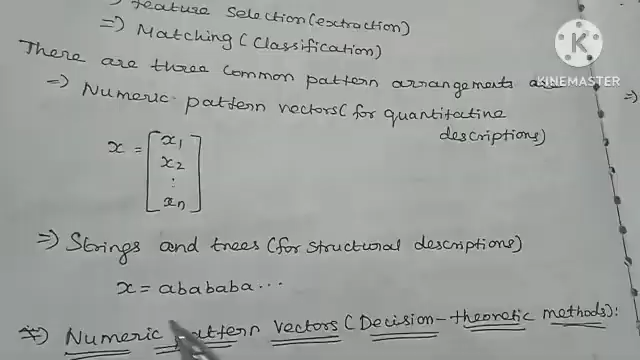 ⇒ Feature Selection(extraction)
⇒ Matching(Classification)
There are three Common pattern arrangements are
⇒ Numeric pattern vectors(for quantitative descriptions)
x = [x1 x2 : xn]
⇒ Strings and trees(for structural descriptions)
x = abababa...
*) Numeric pattern vectors(Decision-theoretic methods):
KINEMASTER
⇒